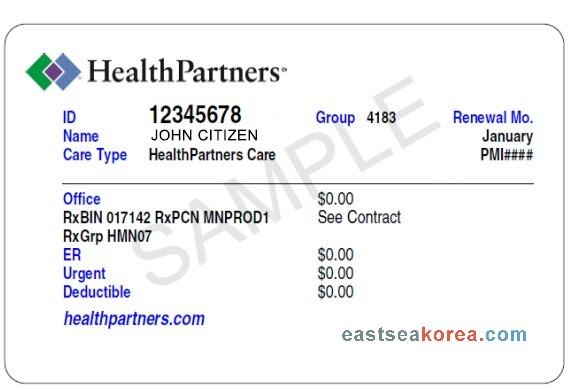 HealthPartners®
ID 12345678 Group 4183 Renewal Mo.
Name JOHN CITIZEN January
Care Type HealthPartners Care PMI####
SAMPLE
Office $0.00
RxBIN 017142 RxPCN MNPROD1 See Contract
RxGrp HMN07
ER $0.00
Urgent $0.00
Deductible $0.00
healthpartners.com
eastseakorea.com